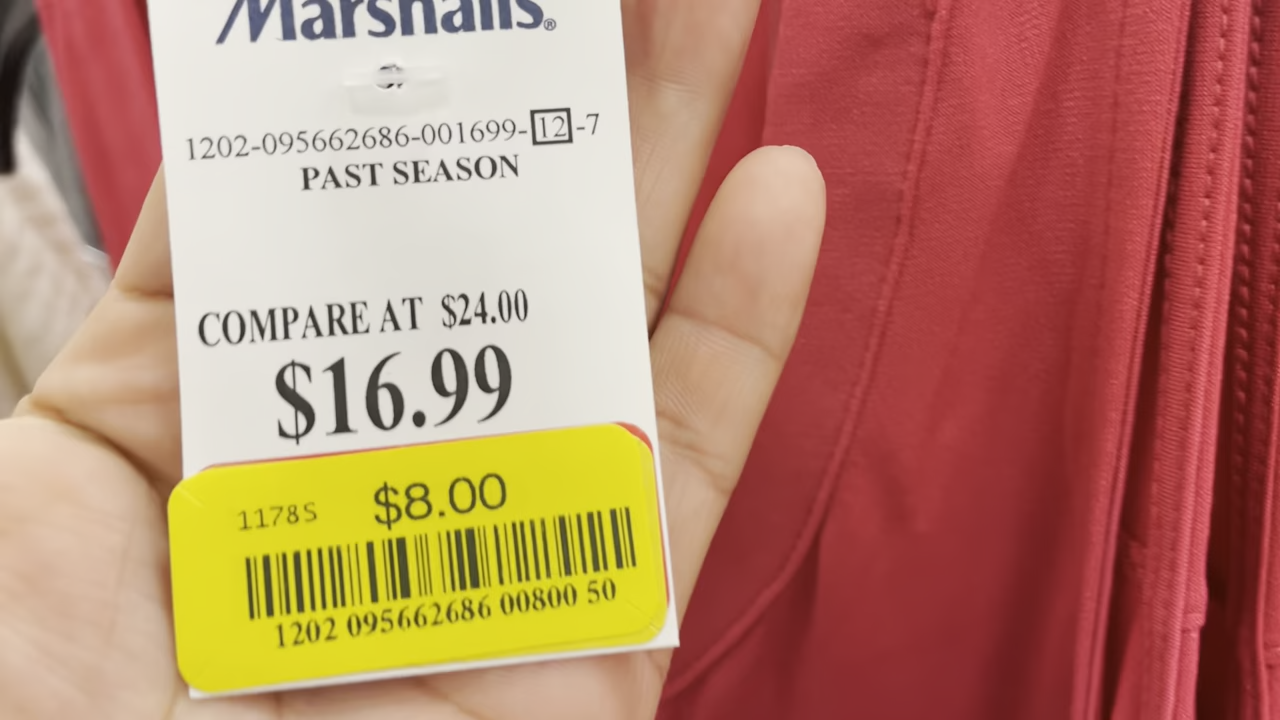 Marshalls®
1202-095662686-001699-12-7
PAST SEASON
COMPARE AT $24.00
$16.99
1178S $8.00
1202 095662686 00800 50